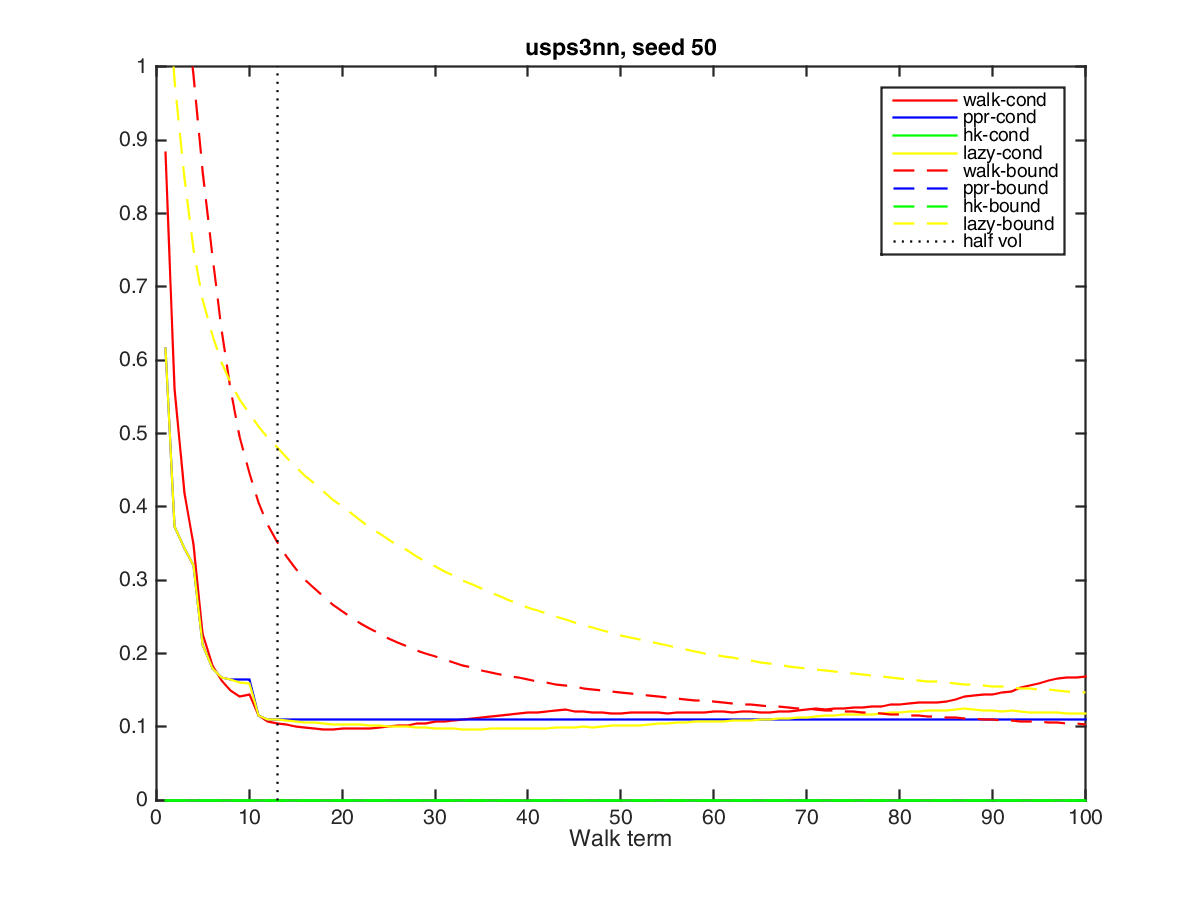 usps3nn, seed 50
1
0.9
0.8
0.7
0.6
0.5
0.4
0.3
0.2
0.1
0
walk-cond
ppr-cond
hk-cond
lazy-cond
walk-bound
ppr-bound
hk-bound
lazy-bound
half vol
0 10 20 30 40 50 60 70 80 90 100
Walk term